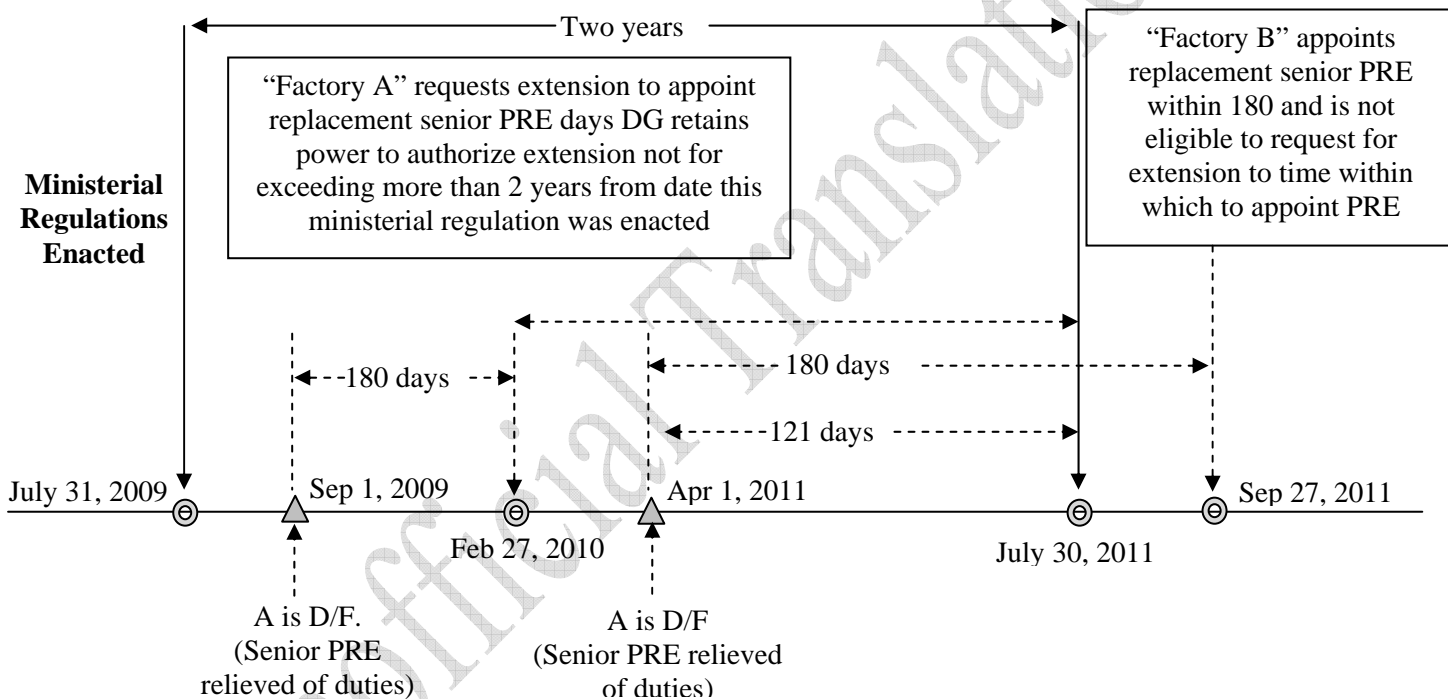 Two years
“Factory A” requests extension to appoint
replacement senior PRE days DG retains
power to authorize extension not for
exceeding more than 2 years from date this
ministerial regulation was enacted
“Factory B” appoints
replacement senior PRE
within 180 and is not
eligible to request for
extension to time within
which to appoint PRE
Ministerial
Regulations
Enacted
180 days
180 days
121 days
July 31, 2009
Sep 1, 2009
Feb 27, 2010
Apr 1, 2011
July 30, 2011
Sep 27, 2011
A is D/F.
(Senior PRE
relieved of duties)
A is D/F
(Senior PRE relieved
of duties)
official Translation